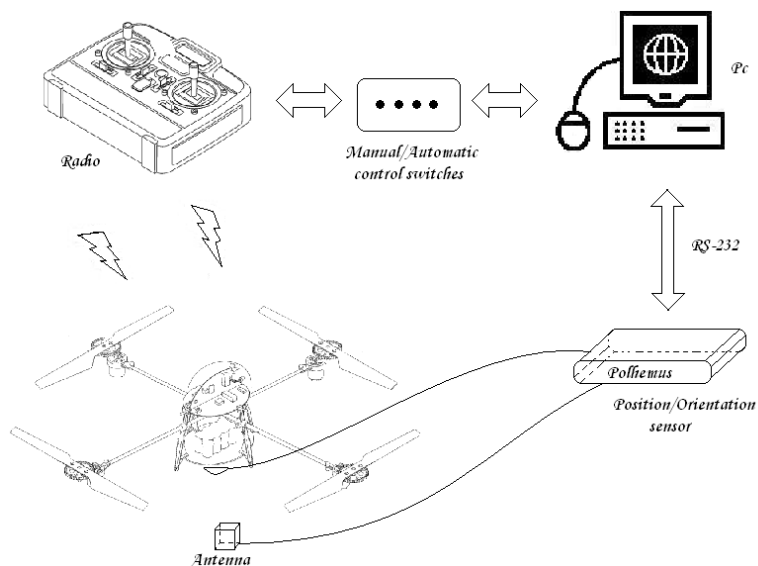 Pc
Radio
Manual/Automatic
control switches
RS-232
Polhemus
Position/Orientation
sensor
Antenna